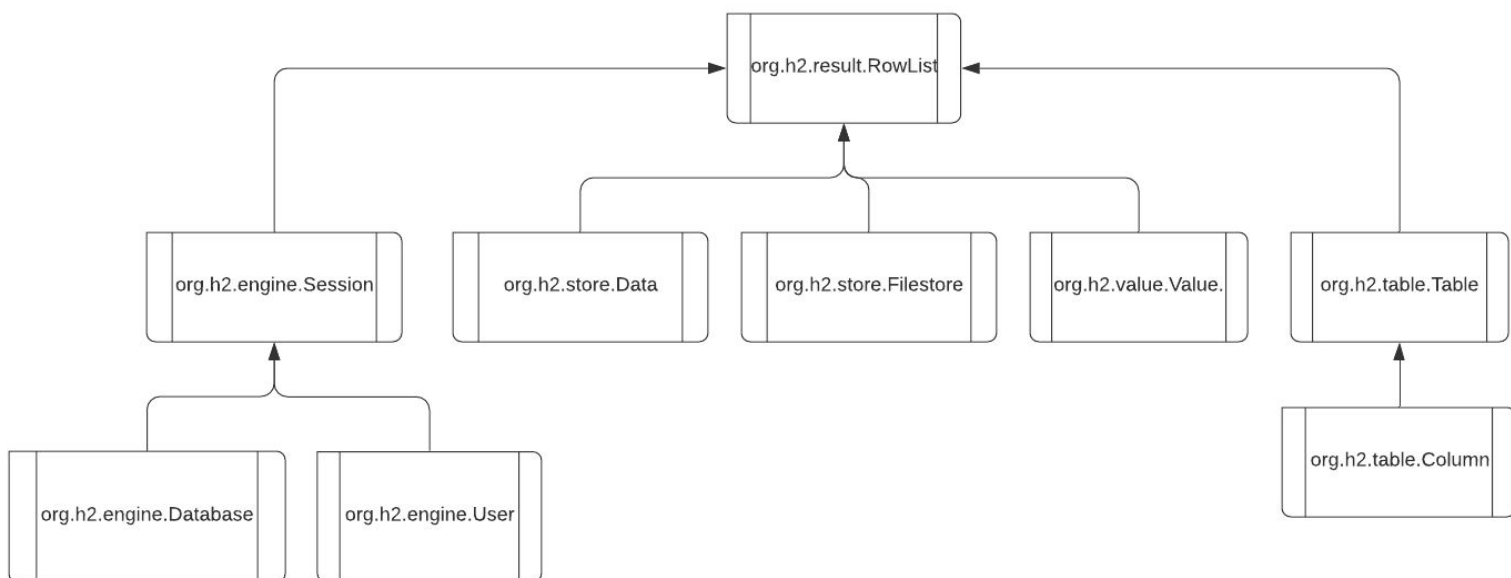 org.h2.result.RowList
org.h2.engine.Session
org.h2.store.Data
org.h2.store.Filestore
org.h2.value.Value.
org.h2.table.Table
org.h2.engine.Database
org.h2.engine.User
org.h2.table.Column